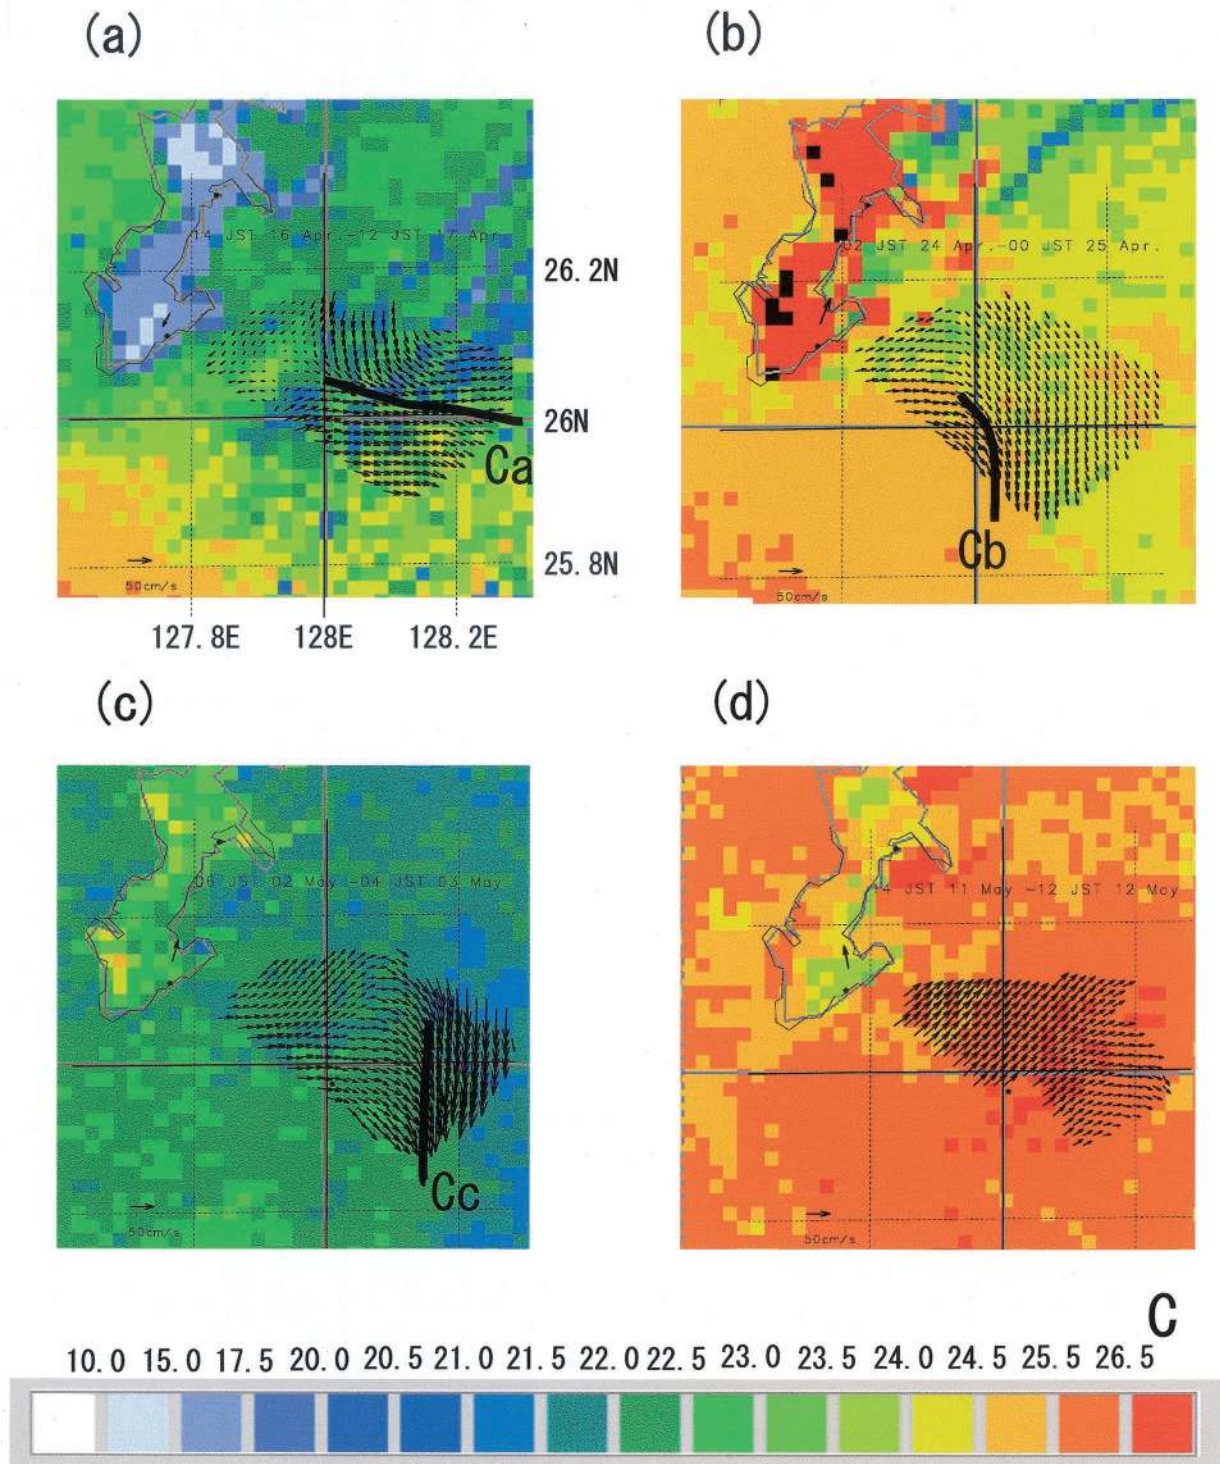 (a)
(b)
14 JST 16 Apr.-12 JST 17 Apr
02 JST 24 Apr.-00 JST 25 Apr.
26.2N
26N
Ca
Cb
25.8N
50cm/s
50cm/s
127.8E 128E 128.2E
(c)
(d)
06 JST 02 May -04 JST 03 May
14 JST 11 May -12 JST 12 May
Cc
50cm/s
50cm/s
C
10.0 15.0 17.5 20.0 20.5 21.0 21.5 22.0 22.5 23.0 23.5 24.0 24.5 25.5 26.5